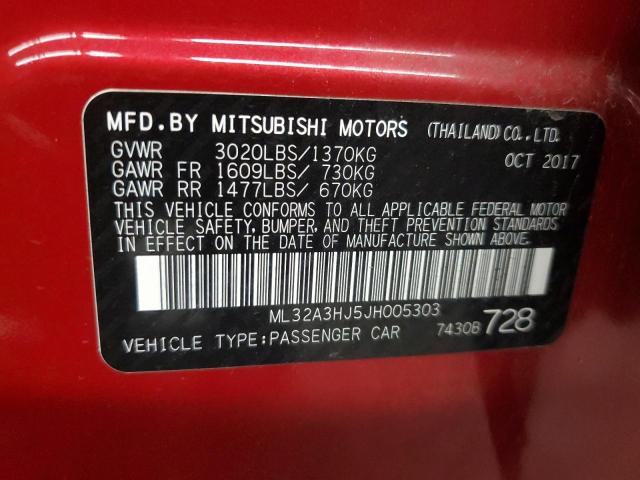 MFD. BY MITSUBISHI MOTORS (THAILAND) CO., LTD.
GVWR 3020LBS/1370KG OCT 2017
GAWR FR 1609LBS/ 730KG
GAWR RR 1477LBS/ 670KG
THIS VEHICLE CONFORMS TO ALL APPLICABLE FEDERAL MOTOR
VEHICLE SAFETY, BUMPER, AND THEFT PREVENTION STANDARDS
IN EFFECT ON THE DATE OF MANUFACTURE SHOWN ABOVE.
ML32A3HJ5JH005303
VEHICLE TYPE:PASSENGER CAR 7430B 728